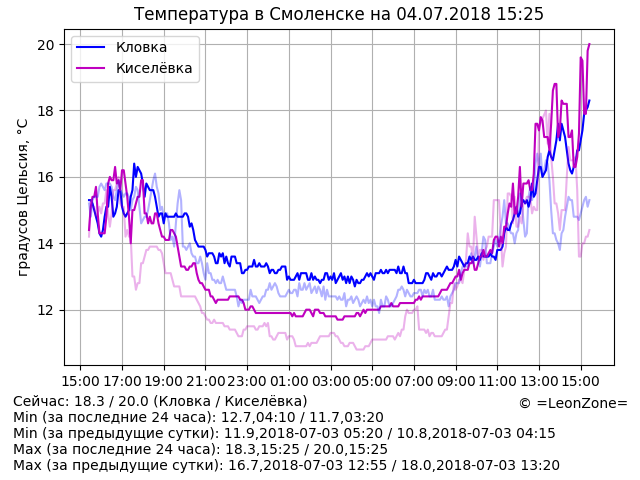 Температура в Смоленске на 04.07.2018 15:25
градусов Цельсия, °C
Кловка
Киселёвка
20
18
16
14
12
15:00 17:00 19:00 21:00 23:00 01:00 03:00 05:00 07:00 09:00 11:00 13:00 15:00
Сейчас: 18.3 / 20.0 (Кловка / Киселёвка)
© =LeonZone=
Min (за последние 24 часа): 12.7,04:10 / 11.7,03:20
Min (за предыдущие сутки): 11.9,2018-07-03 05:20 / 10.8,2018-07-03 04:15
Max (за последние 24 часа): 18.3,15:25 / 20.0,15:25
Max (за предыдущие сутки): 16.7,2018-07-03 12:55 / 18.0,2018-07-03 13:20